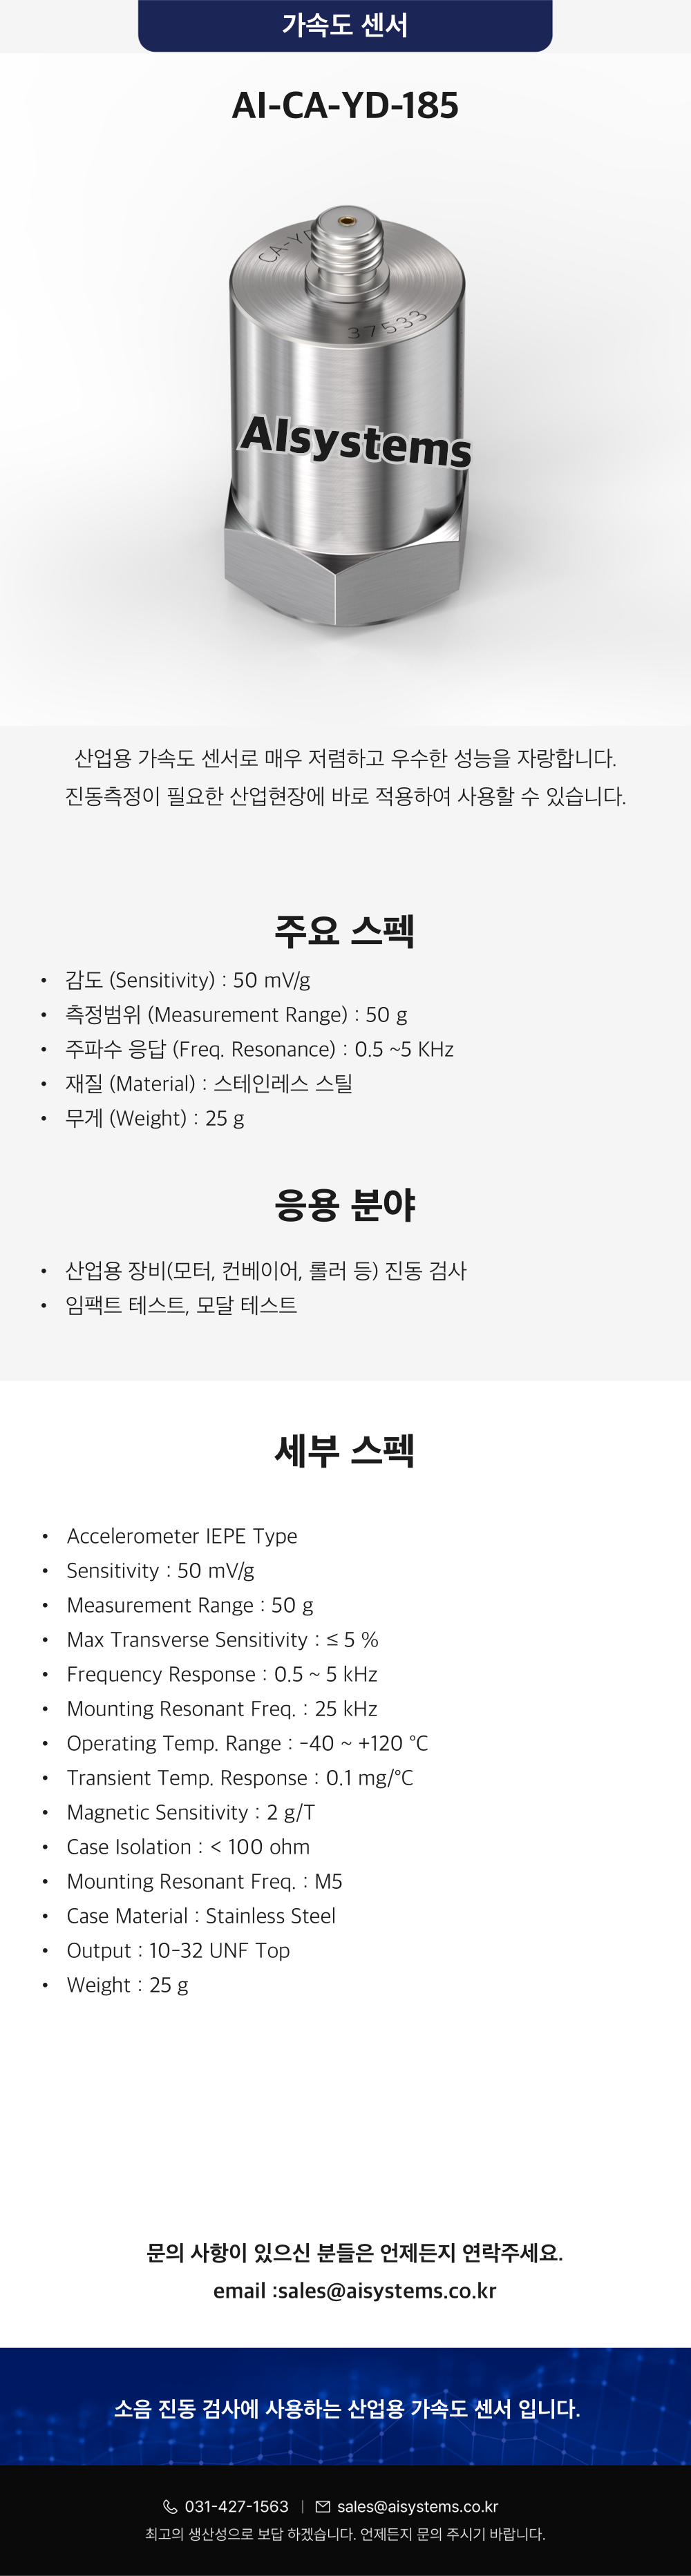 가속도 센서
AI-CA-YD-185
CA-YD
37533
AIsystems
산업용 가속도 센서로 매우 저렴하고 우수한 성능을 자랑합니다.
진동측정이 필요한 산업현장에 바로 적용하여 사용할 수 있습니다.
주요 스펙
• 감도 (Sensitivity) : 50 mV/g
• 측정범위 (Measurement Range) : 50 g
• 주파수 응답 (Freq. Resonance) : 0.5 ~5 KHz
• 재질 (Material) : 스테인레스 스틸
• 무게 (Weight) : 25 g
응용 분야
• 산업용 장비(모터, 컨베이어, 롤러 등) 진동 검사
• 임팩트 테스트, 모달 테스트
세부 스펙
• Accelerometer IEPE Type
• Sensitivity : 50 mV/g
• Measurement Range : 50 g
• Max Transverse Sensitivity : ≤ 5 %
• Frequency Response : 0.5 ~ 5 kHz
• Mounting Resonant Freq. : 25 kHz
• Operating Temp. Range : -40 ~ +120 ℃
• Transient Temp. Response : 0.1 mg/℃
• Magnetic Sensitivity : 2 g/T
• Case Isolation : < 100 ohm
• Mounting Resonant Freq. : M5
• Case Material : Stainless Steel
• Output : 10-32 UNF Top
• Weight : 25 g
문의 사항이 있으신 분들은 언제든지 연락주세요.
email :sales@aisystems.co.kr
소음 진동 검사에 사용하는 산업용 가속도 센서 입니다.
031-427-1563 | sales@aisystems.co.kr
최고의 생산성으로 보답 하겠습니다. 언제든지 문의 주시기 바랍니다.